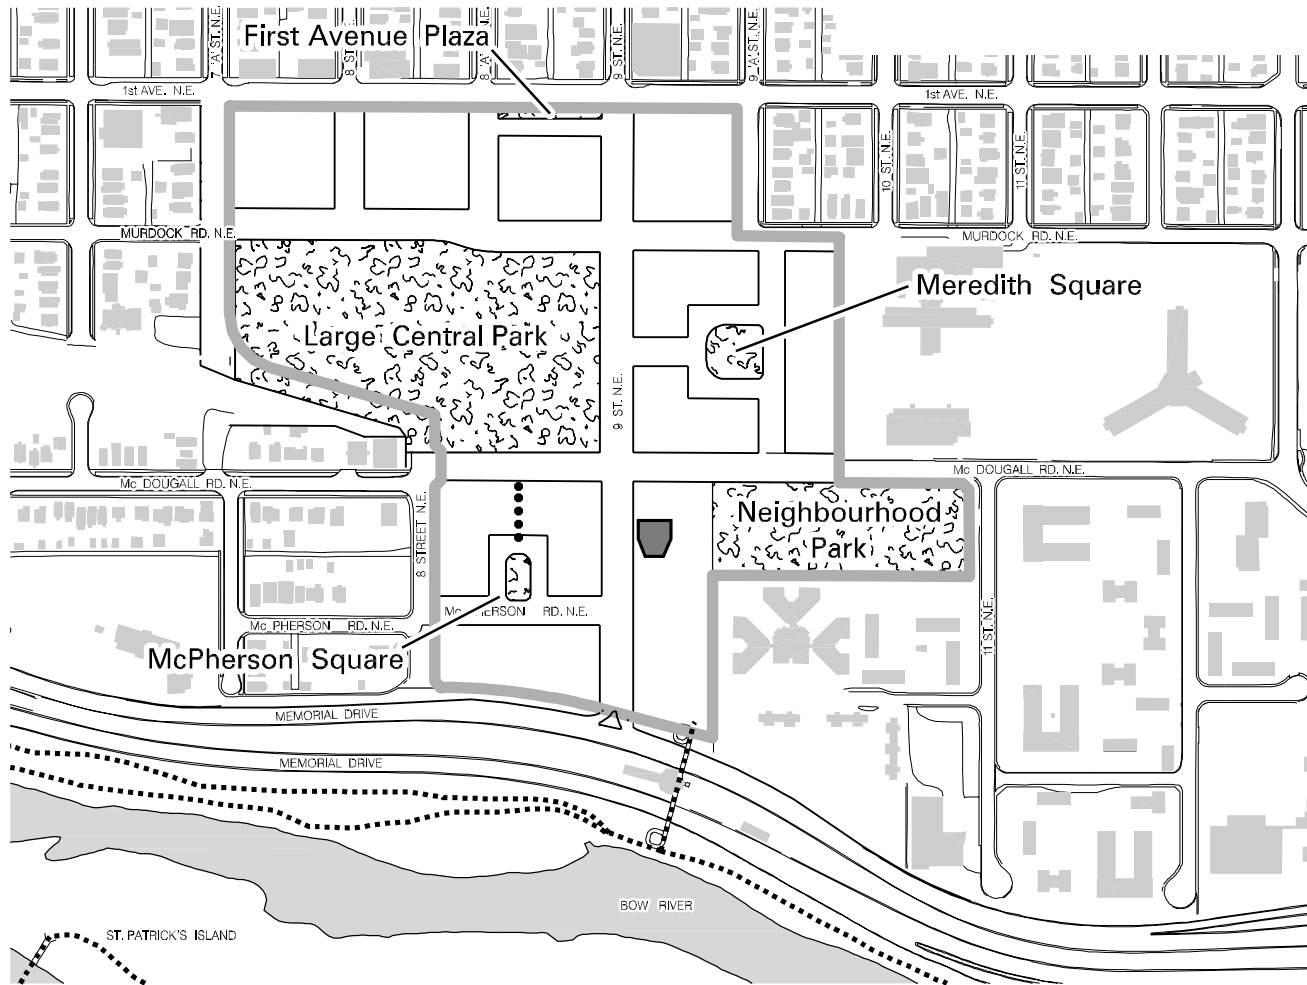 7 'A' ST. N.E.
8 ST.
8 'A' ST. N.E.
9 ST. N.E.
9 'A' ST. N.E.
First Avenue Plaza
1st AVE. N.E.
1st AVE. N.E.
10 ST. N.E.
11 ST. N.E.
MURDOCK RD. N.E.
MURDOCK RD. N.E.
Meredith Square
Large Central Park
9 ST. N.E.
Mc DOUGALL RD. N.E.
Mc DOUGALL RD. N.E.
8 STREET N.E.
Neighbourhood
Park
Mc PHERSON RD. N.E.
Mc PHERSON RD. N.E.
11 ST. N.E.
McPherson Square
MEMORIAL DRIVE
MEMORIAL DRIVE
BOW RIVER
ST. PATRICK'S ISLAND